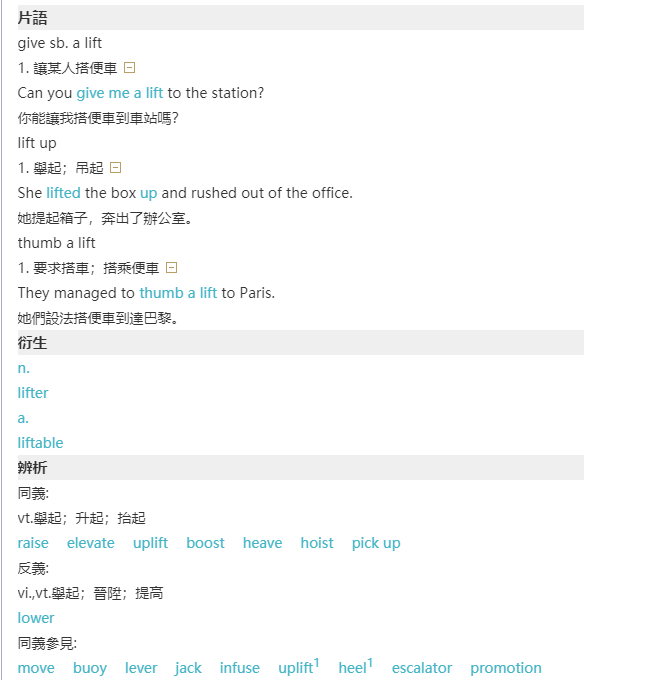 片語
give sb. a lift
1. 讓某人搭便車
Can you give me a lift to the station?
你能讓我搭便車到車站嗎?
lift up
1. 舉起；吊起
She lifted the box up and rushed out of the office.
她提起箱子，奔出了辦公室。
thumb a lift
1. 要求搭車；搭乘便車
They managed to thumb a lift to Paris.
她們設法搭便車到達巴黎。
衍生
n.
lifter
a.
liftable
辨析
同義:
vt.舉起；升起；抬起
raise elevate uplift boost heave hoist pick up
反義:
vi.,vt.舉起；晉陞；提高
lower
同義參見:
move buoy lever jack infuse uplift1 heel1 escalator promotion